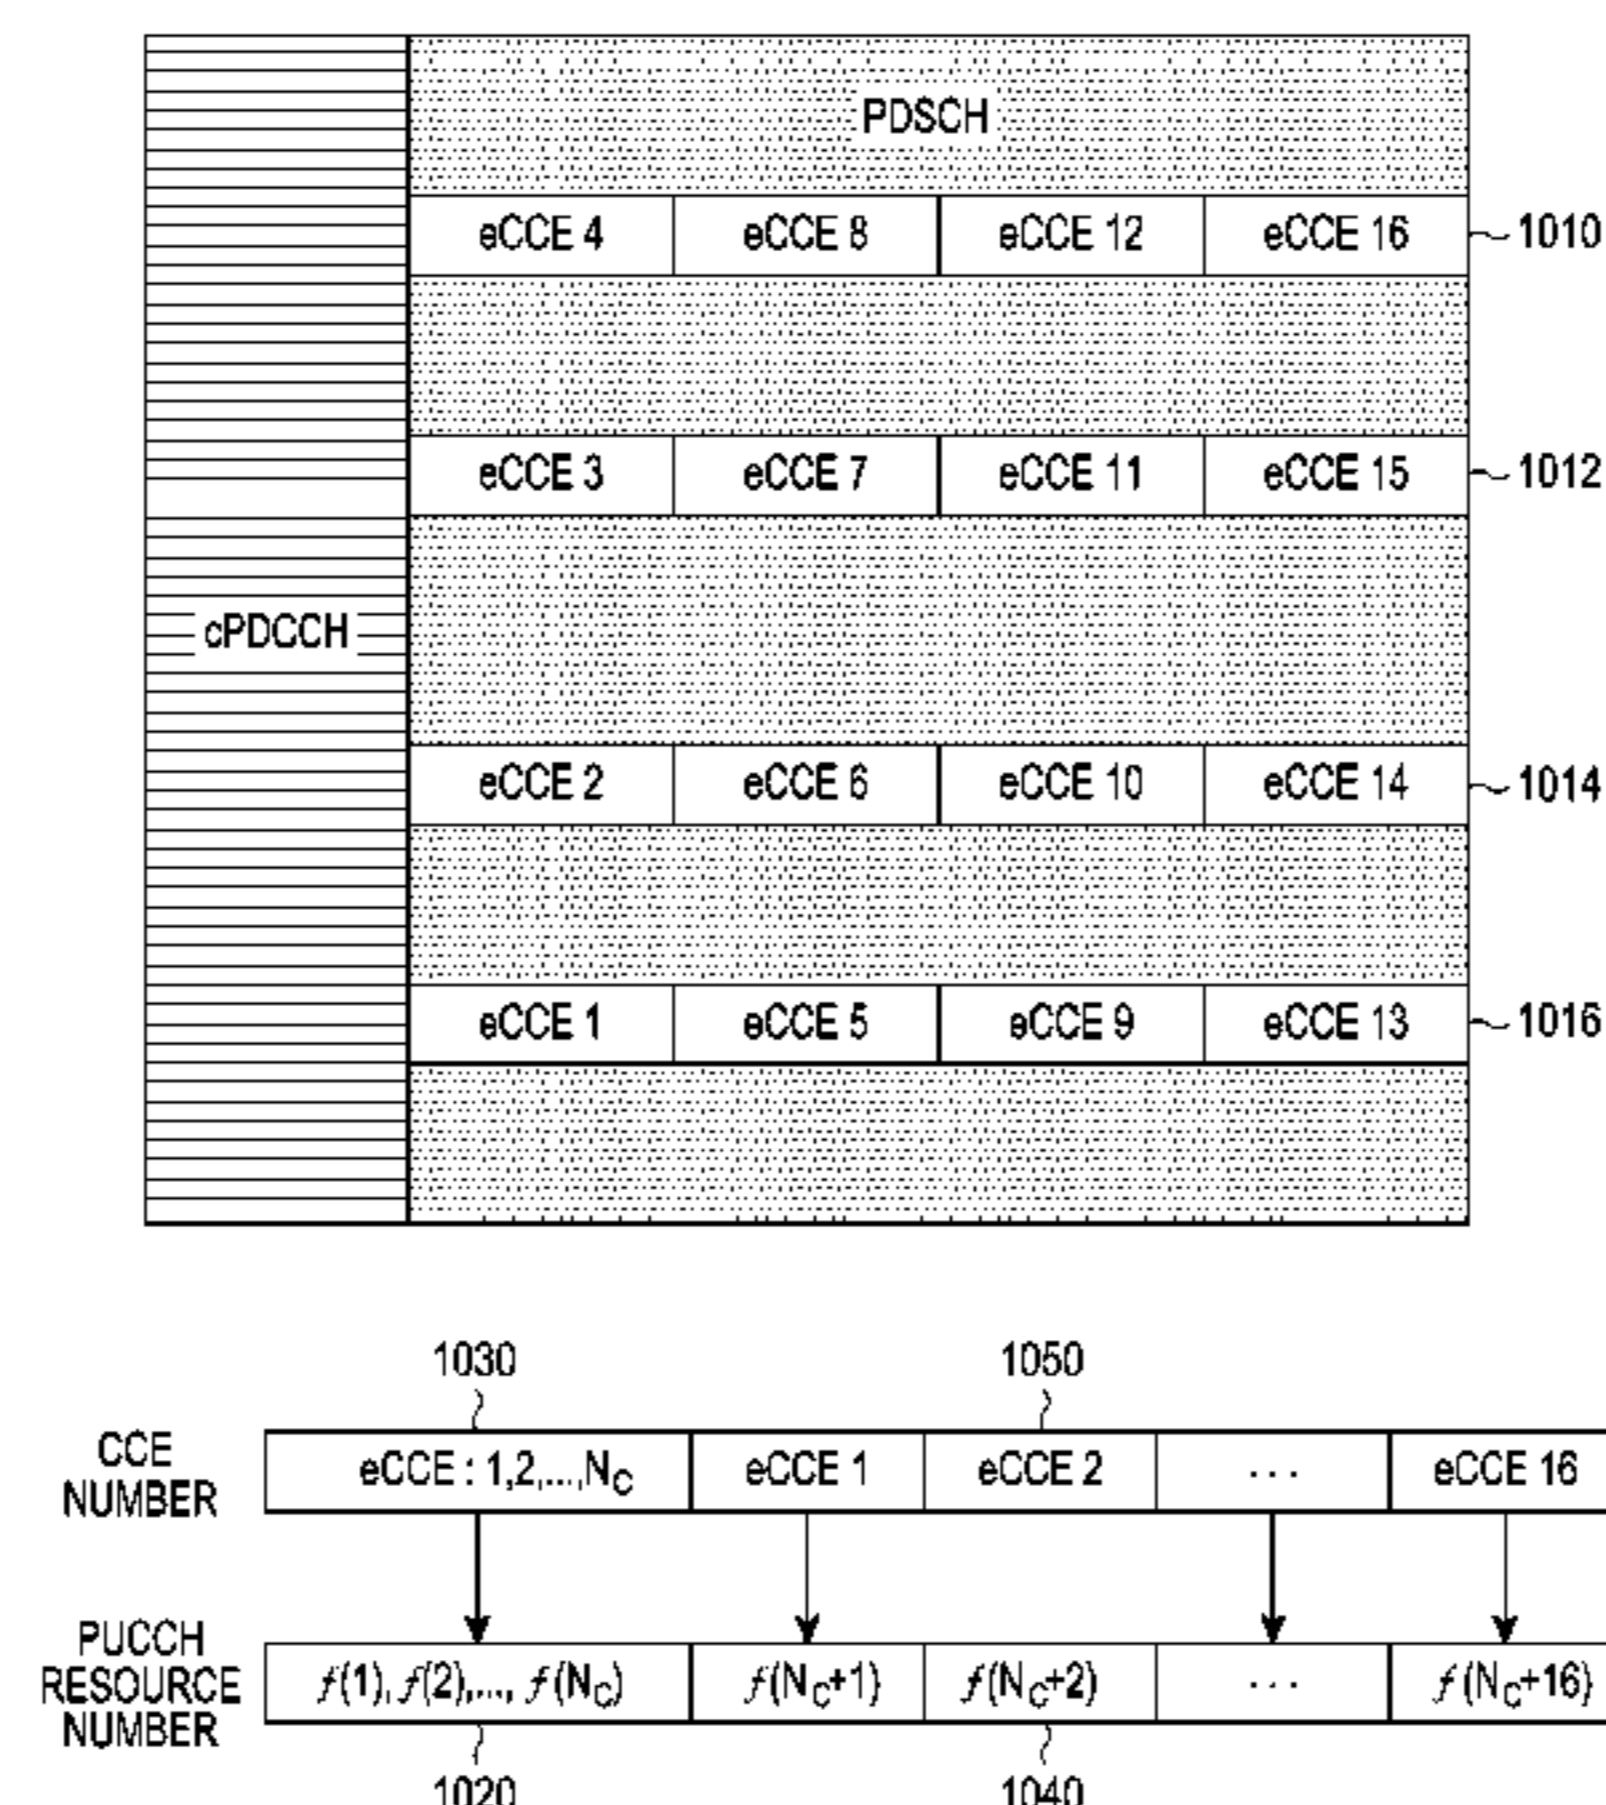 PDSCH
eCCE 4 eCCE 8 eCCE 12 eCCE 16 1010
eCCE 3 eCCE 7 eCCE 11 eCCE 15 1012
cPDCCH
eCCE 2 eCCE 6 eCCE 10 eCCE 14 1014
eCCE 1 eCCE 5 eCCE 9 eCCE 13 1016
1030 1050
CCE NUMBER
eCCE : 1,2,...,N_C eCCE 1 eCCE 2 ... eCCE 16
PUCCH RESOURCE NUMBER
f(1), f(2),..., f(N_C) f(N_C+1) f(N_C+2) ... f(N_C+16)
1020 1040